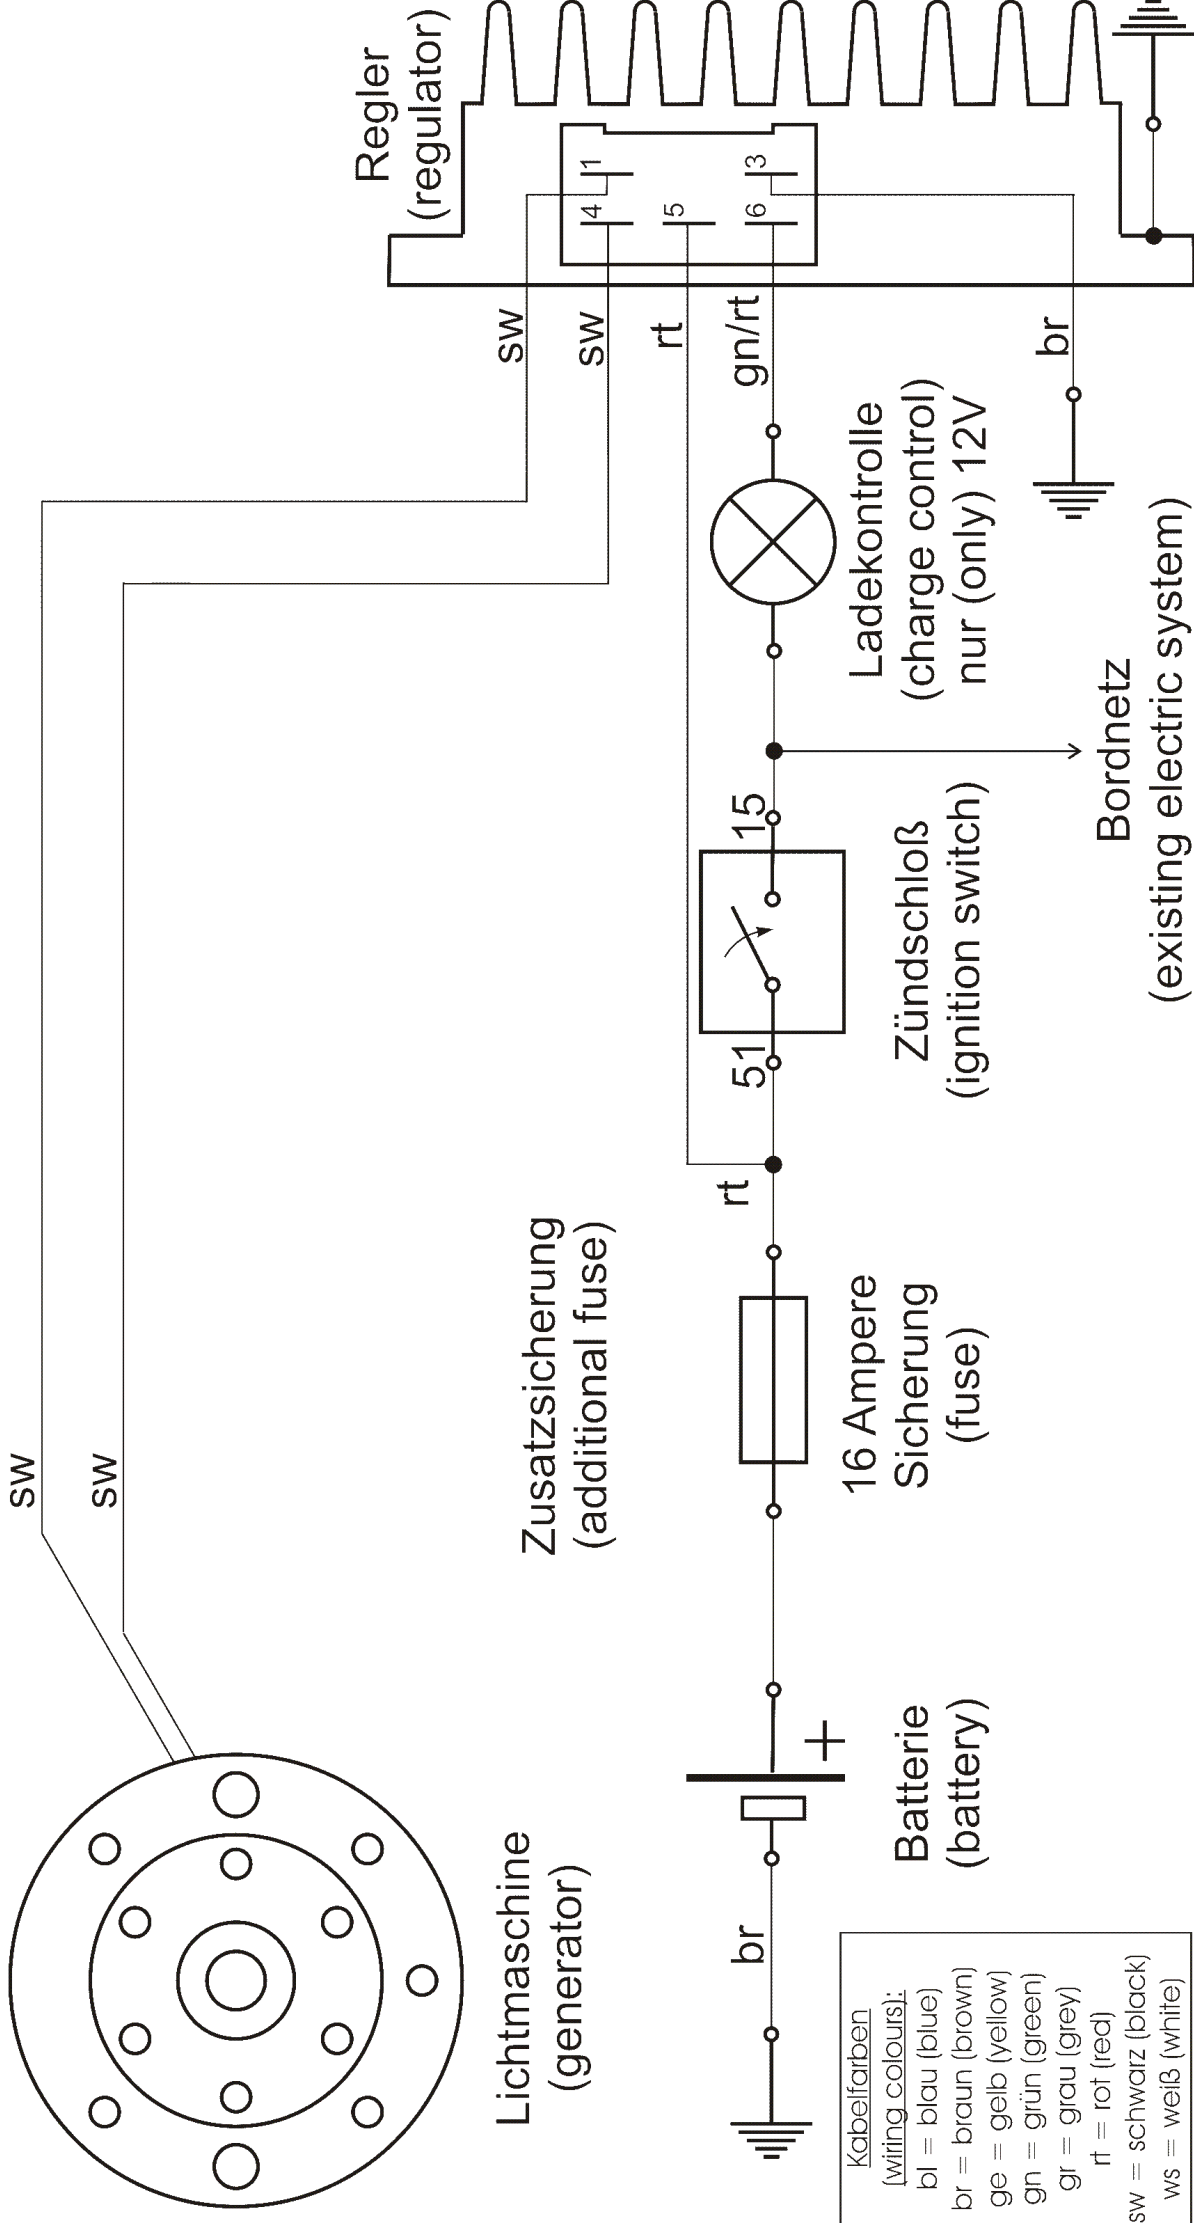 Regler
(regulator)
1
4
5
3
6
sw
sw
rt
gn/rt
br
Ladekontrolle
(charge control)
nur (only) 12V
Bordnetz
(existing electric system)
15
51
Zündschloß
(ignition switch)
rt
Zusatzsicherung
(additional fuse)
16 Ampere
Sicherung
(fuse)
sw
sw
Lichtmaschine
(generator)
+
Batterie
(battery)
br
Kabelfarben
(wiring colours):
bl = blau (blue)
br = braun (brown)
ge = gelb (yellow)
gn = grün (green)
gr = grau (grey)
rt = rot (red)
sw = schwarz (black)
ws = weiß (white)